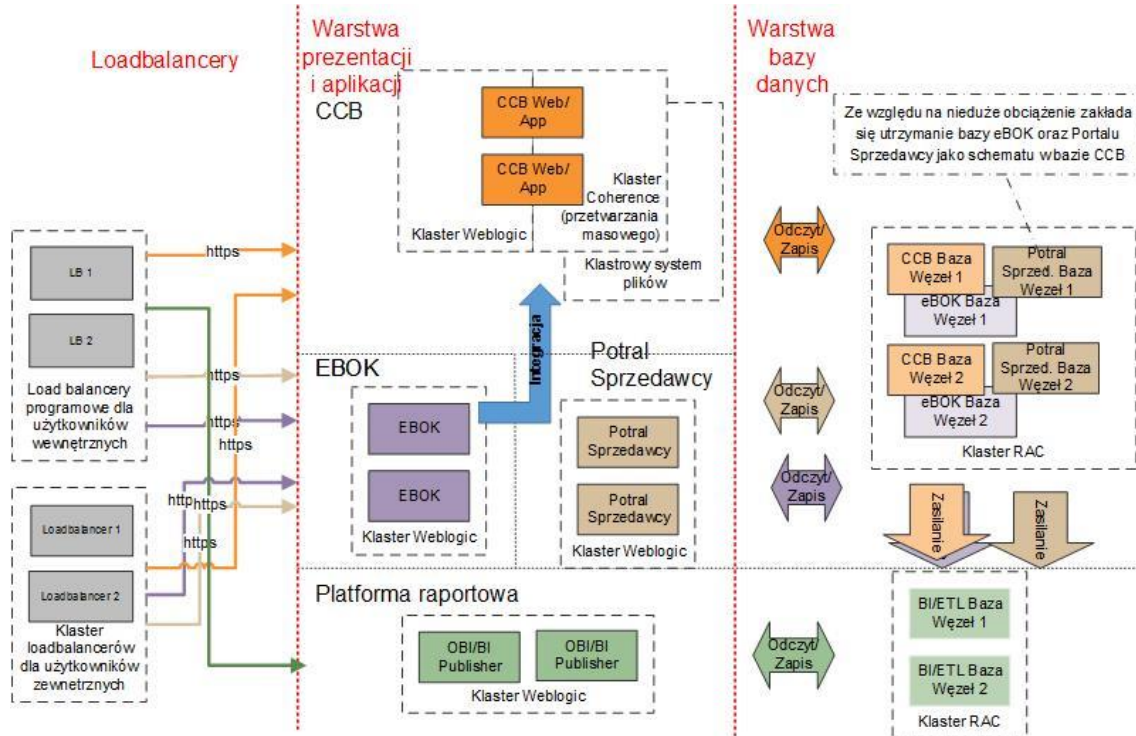 Loadbalancery
Warstwa
prezentacji
i aplikacji
CCB
Warstwa
bazy
danych
CCB Web/
App
CCB Web/
App
Klaster
Coherence
(przetwarzania
masowego)
Klaster Weblogic
Klastrowy system
plików
Ze względu na nieduże obciążenie zakłada
się utrzymanie bazy eBOK oraz Portalu
Sprzedawcy jako schematu w bazie CCB
LB 1
LB 2
Load balancery
programowe dla
użytkowników
wewnętrznych
https
https
https
https
Loadbalancer 1
Loadbalancer 2
Klaster
loadbalancerów
dla użytkowników
zewnetrznych
http
https
https
Integracja
EBOK
EBOK
EBOK
Klaster Weblogic
Potral
Sprzedawcy
Potral
Sprzedawcy
Potral
Sprzedawcy
Klaster Weblogic
Odczyt/
Zapis
Odczyt/
Zapis
Odczyt/
Zapis
CCB Baza
Węzeł 1
Potral
Sprzed. Baza
Węzeł 1
eBOK Baza
Węzeł 1
CCB Baza
Węzeł 2
Potral
Sprzed. Baza
Węzeł 2
eBOK Baza
Węzeł 2
Klaster RAC
Zasilanie
Zasilanie
Platforma raportowa
OBI/BI
Publisher
OBI/BI
Publisher
Klaster Weblogic
Odczyt/
Zapis
BI/ETL Baza
Węzeł 1
BI/ETL Baza
Węzeł 2
Klaster RAC